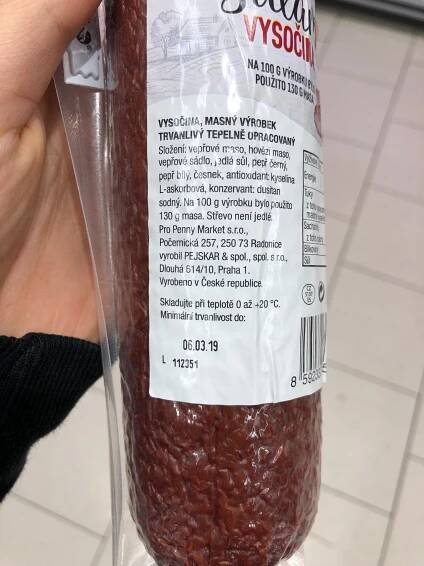 VYSOČINA
NA 100 G VÝROBKU
POUŽITO 130 G MASA
VYSOČINA, MASNÝ VÝROBEK
TRVANLIVÝ TEPELNĚ OPRACOVANÝ
Složení: vepřové maso, hovězí maso,
vepřové sádlo, jedlá sůl, pepř černý,
pepř bílý, česnek, antioxidant: kyselina
L-askorbová, konzervant: dusitan
sodný. Na 100 g výrobku bylo použito
130 g masa. Střevo není jedlé.
Pro Penny Market s.r.o.,
Počernická 257, 250 73 Radonice
vyrobil PEJSKAR & spol., spol. s r.o.,
Dlouhá 614/10, Praha 1.
Vyrobeno v České republice.
Skladujte při teplotě 0 až +20 °C.
Minimální trvanlivost do:
06.03.19
L 112351
Energie
Tuky
Sacharidy
Bílkoviny
Sůl